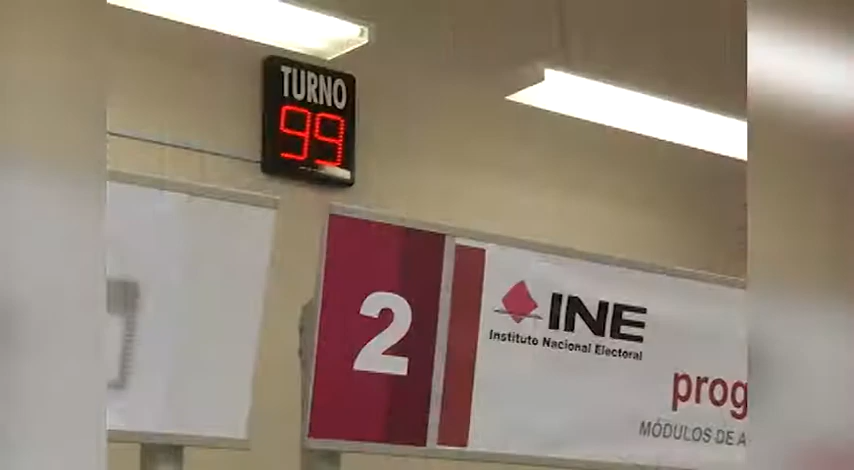 TURNO
99
2
INE
Instituto Nacional Electoral
prog
MÓDULOS DE A